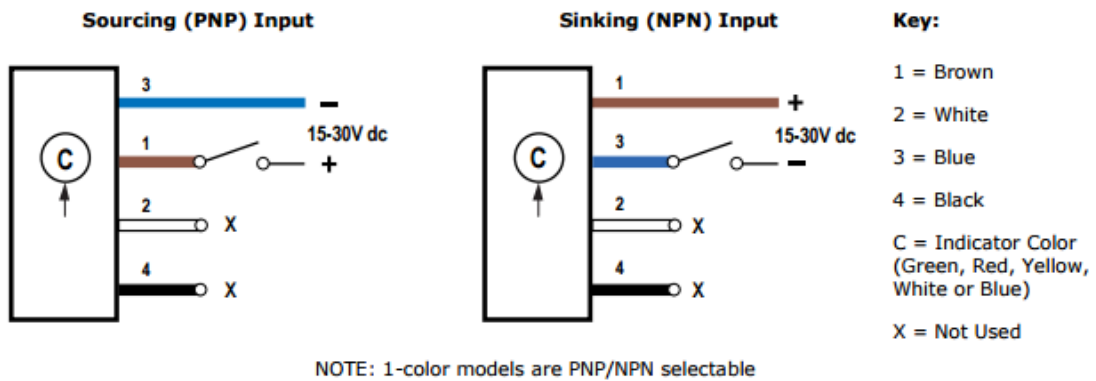 Sourcing (PNP) Input
3
–
1
15-30V dc
+
C
2
X
4
X
Sinking (NPN) Input
1
+
3
15-30V dc
–
C
2
X
4
X
Key:
1 = Brown
2 = White
3 = Blue
4 = Black
C = Indicator Color
(Green, Red, Yellow,
White or Blue)
X = Not Used
NOTE: 1-color models are PNP/NPN selectable